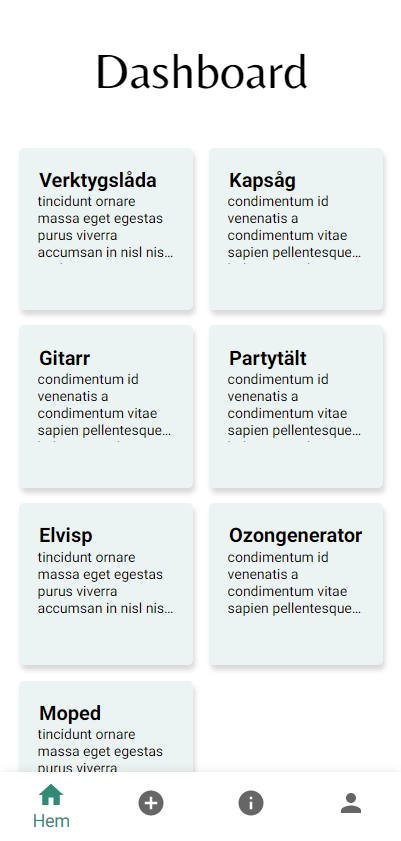 Dashboard
Verktygslåda
tincidunt ornare
massa eget egestas
purus viverra
accumsan in nisl nis...
Kapsåg
condimentum id
venenatis a
condimentum vitae
sapien pellentesque...
Gitarr
condimentum id
venenatis a
condimentum vitae
sapien pellentesque...
Partytält
condimentum id
venenatis a
condimentum vitae
sapien pellentesque...
Elvisp
tincidunt ornare
massa eget egestas
purus viverra
accumsan in nisl nis...
Ozongenerator
condimentum id
venenatis a
condimentum vitae
sapien pellentesque...
Moped
tincidunt ornare
massa eget egestas
purus viverra
Hem